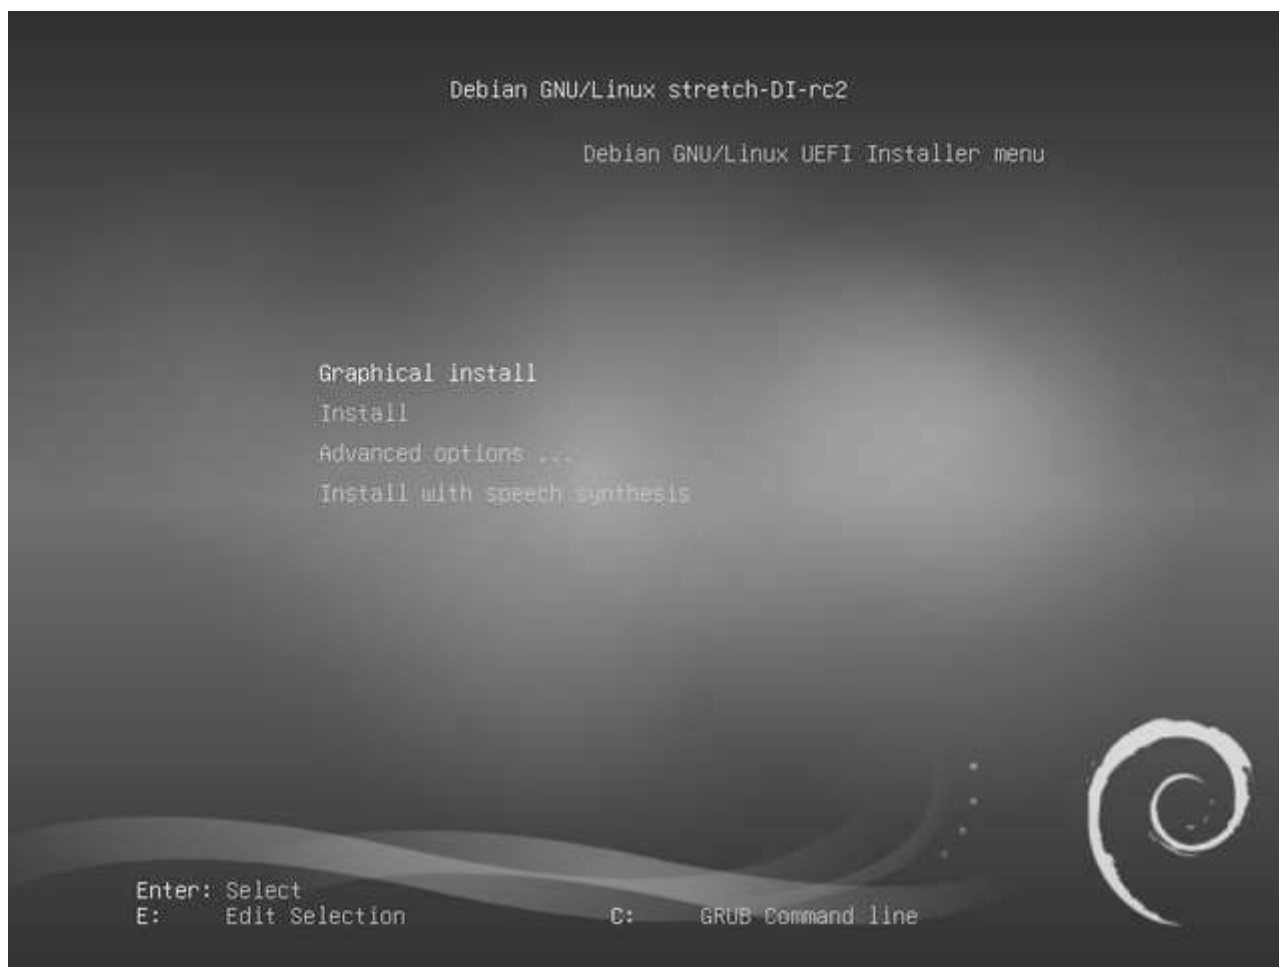 Debian GNU/Linux stretch-DI-rc2
Debian GNU/Linux UEFI Installer menu
Graphical install
Install
Advanced options ...
Install with speech synthesis
Enter: Select
E: Edit Selection C: GRUB Command line